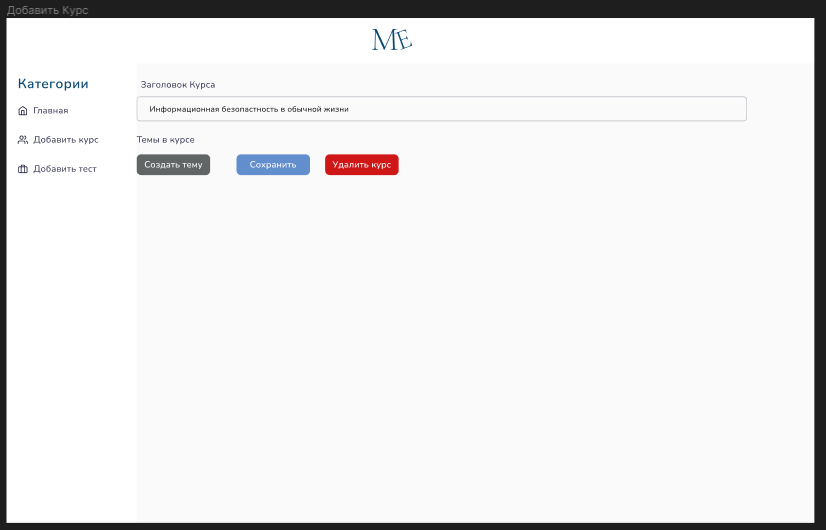 Добавить Курс
ME
Категории
Главная
Добавить курс
Добавить тест
Заголовок Курса
Информационная безопастность в обычной жизни
Темы в курсе
Создать тему
Сохранить
Удалить курс